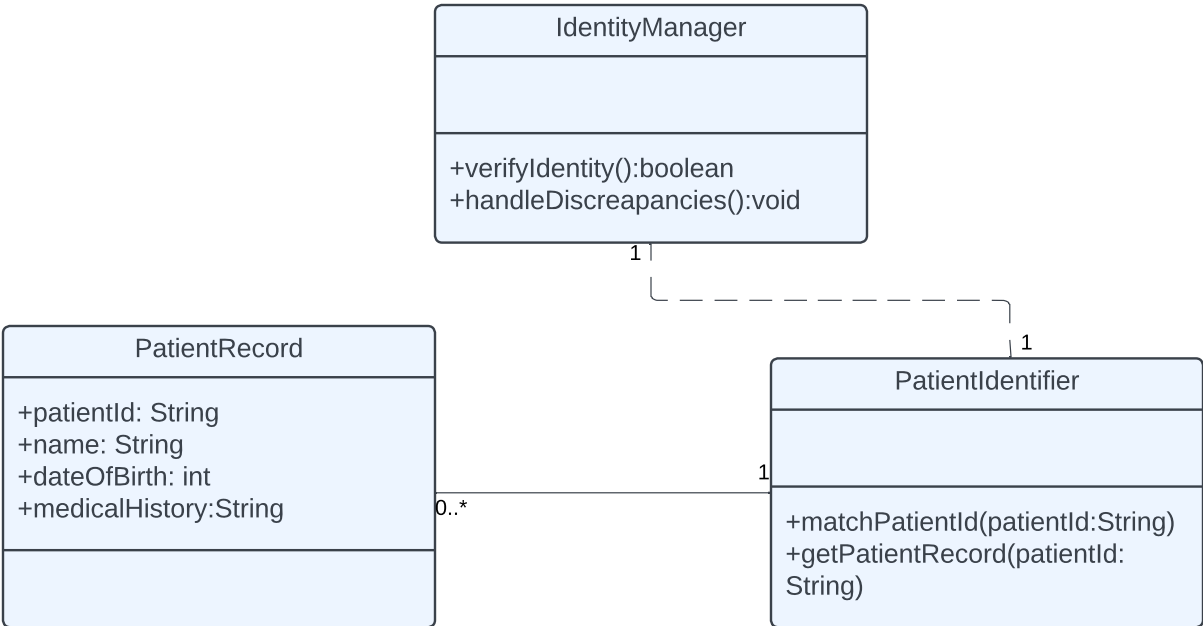 IdentityManager
+verifyIdentity():boolean
+handleDiscreapancies():void
1
1
PatientRecord
+patientId: String
+name: String
+dateOfBirth: int
+medicalHistory:String
0..*
1
PatientIdentifier
+matchPatientId(patientId:String)
+getPatientRecord(patientId:
String)